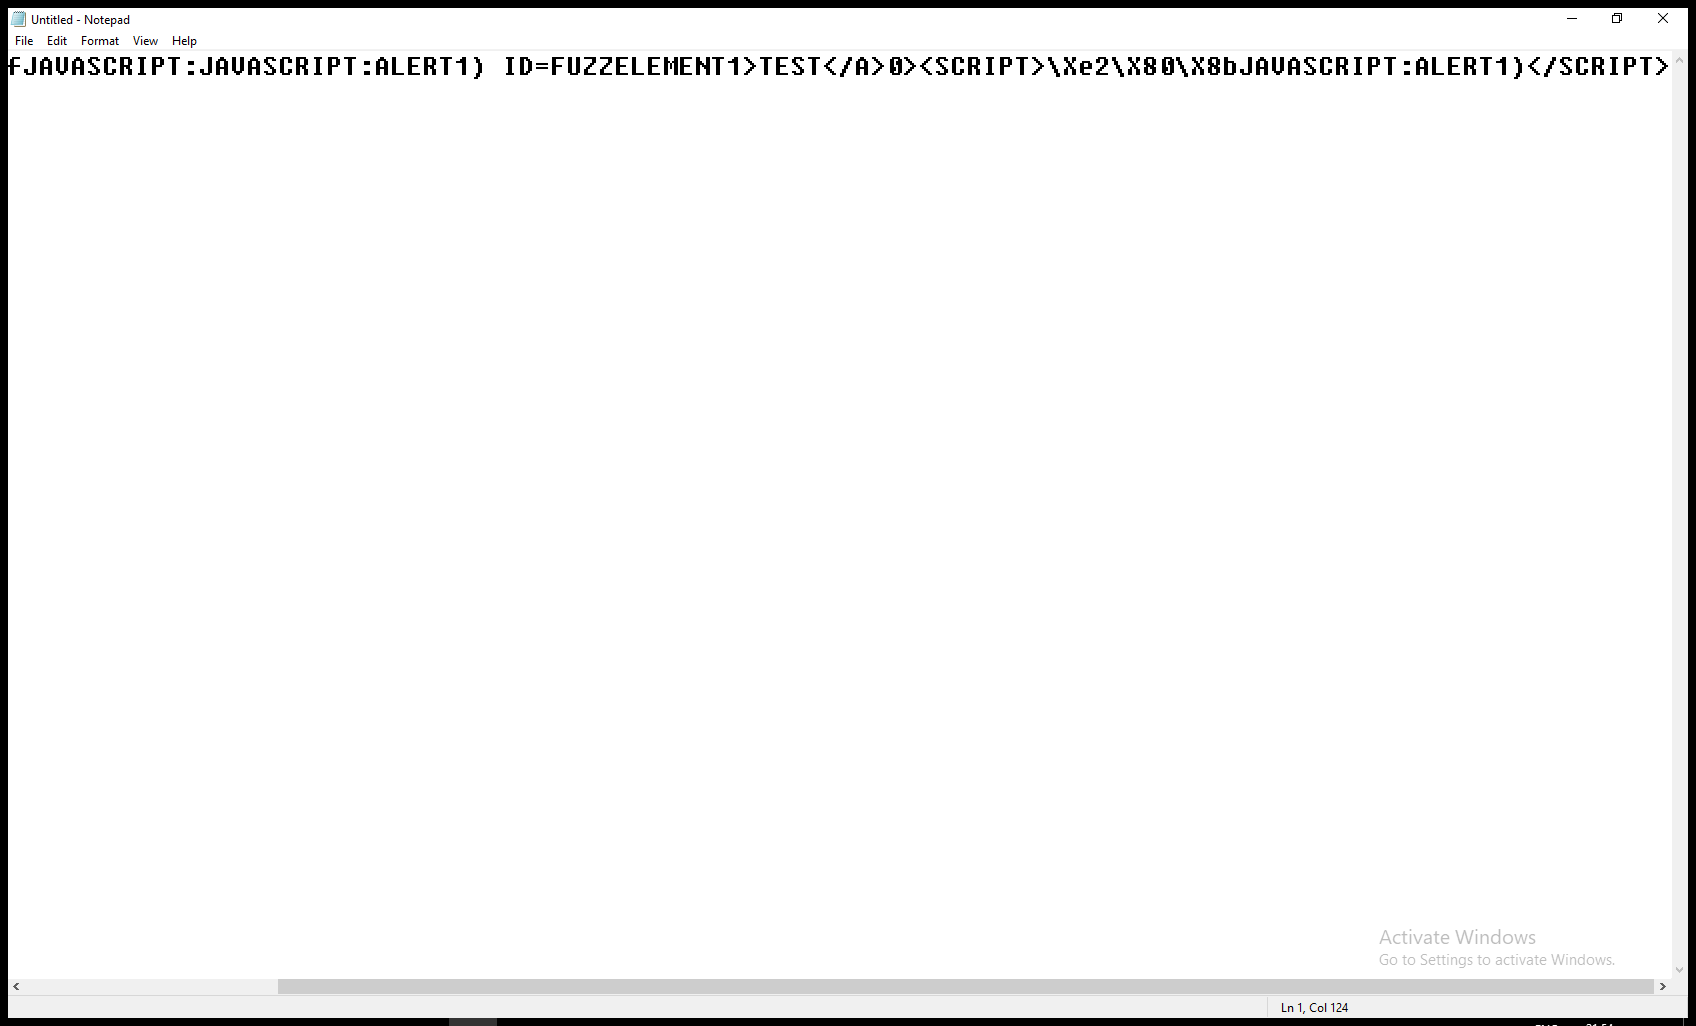 Untitled - Notepad
File Edit Format View Help
fJAVASCRIPT:JAVASCRIPT:ALERT1) ID=FUZZELEMENT1>TEST</A>0><SCRIPT>\Xe2\X80\X8bJAVASCRIPT:ALERT1)</SCRIPT>
Activate Windows
Go to Settings to activate Windows.
Ln 1, Col 124